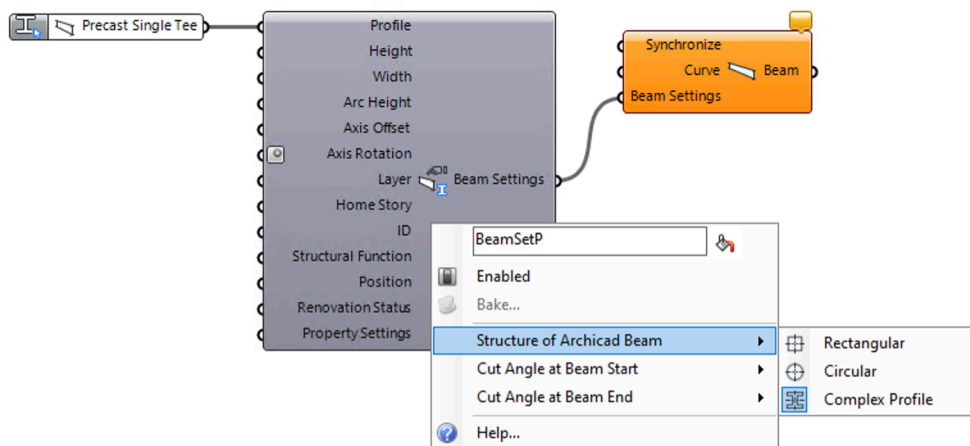 Precast Single Tee
Profile
Height
Width
Arc Height
Axis Offset
Axis Rotation
Layer
Home Story
ID
Structural Function
Position
Renovation Status
Property Settings
Beam Settings
Synchronize
Curve
Beam Settings
Beam
BeamSetP
Enabled
Bake...
Structure of Archicad Beam
Cut Angle at Beam Start
Cut Angle at Beam End
Help...
Rectangular
Circular
Complex Profile